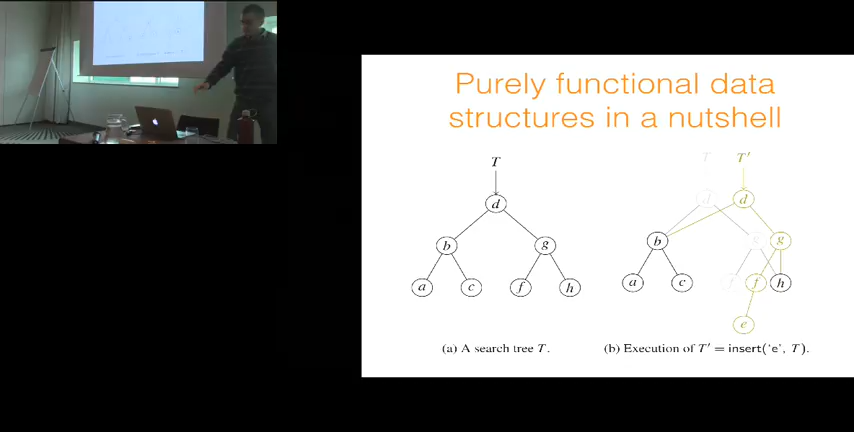 Purely functional data
structures in a nutshell
T
d
b g
a c f h
(a) A search tree T.
T T′
d d
b g g
a c f f h
e
(b) Execution of T′ = insert('e', T).